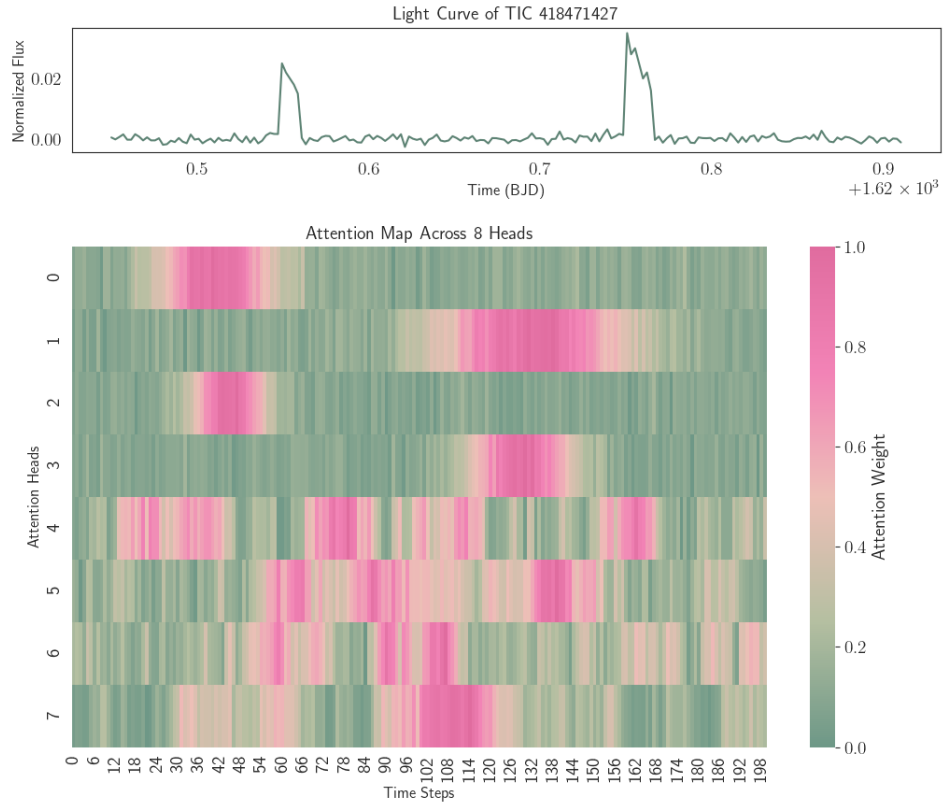 Light Curve of TIC 418471427
Normalized Flux
0.02
0.00
0.5 0.6 0.7 0.8 0.9
Time (BJD)
+1.62 × 10³
Attention Map Across 8 Heads
Attention Heads
0
1
2
3
4
5
6
7
0 6 12 18 24 30 36 42 48 54 60 66 72 78 84 90 96 102 108 114 120 126 132 138 144 150 156 162 168 174 180 186 192 198
Time Steps
1.0
0.8
0.6
0.4
0.2
0.0
Attention Weight